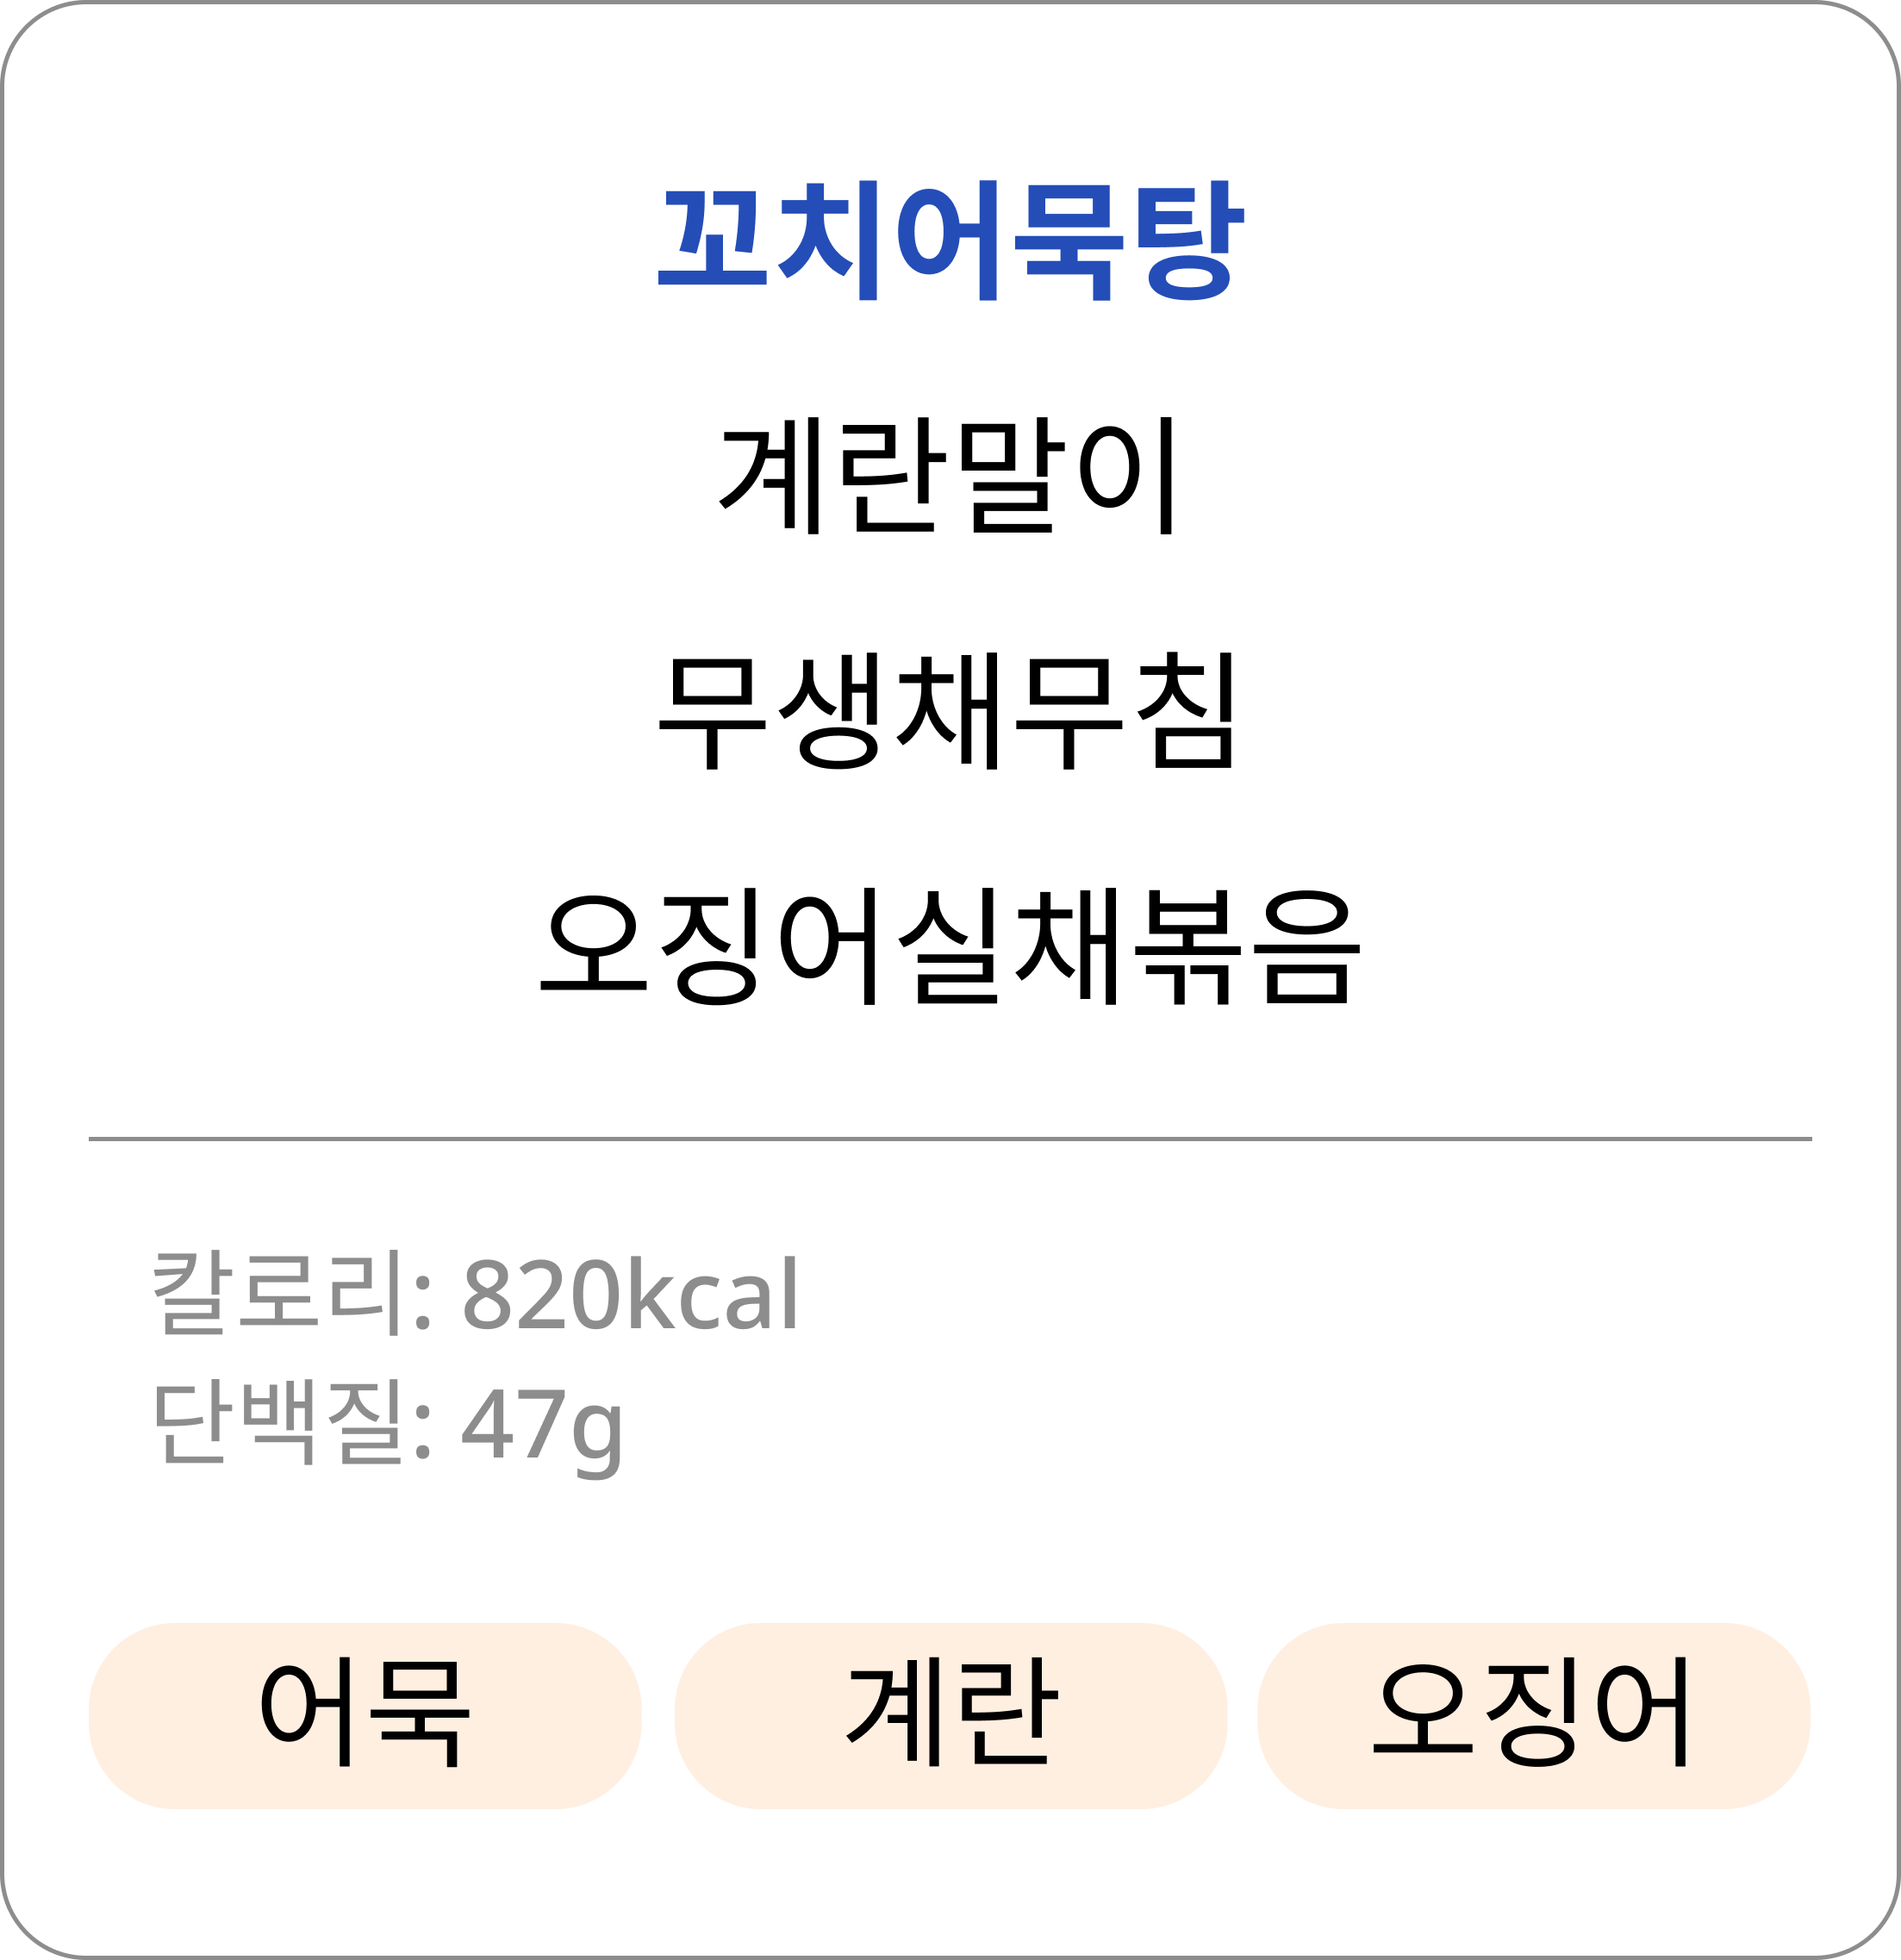 꼬치어묵탕
계란말이
무생채무침
오징어실채볶음
칼로리: 820kcal
단백질: 47g
어묵 계란 오징어